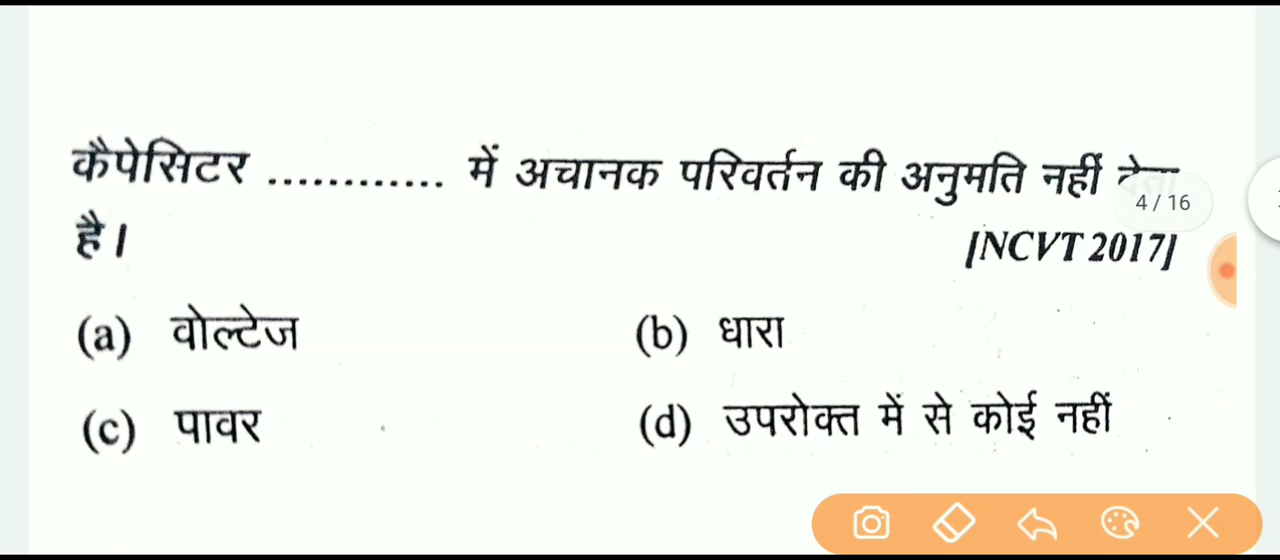 कैपेसिटर ............. में अचानक परिवर्तन की अनुमति नहीं देता
4 / 16
है।
[NCVT 2017]
(a) वोल्टेज
(b) धारा
(c) पावर
(d) उपरोक्त में से कोई नहीं